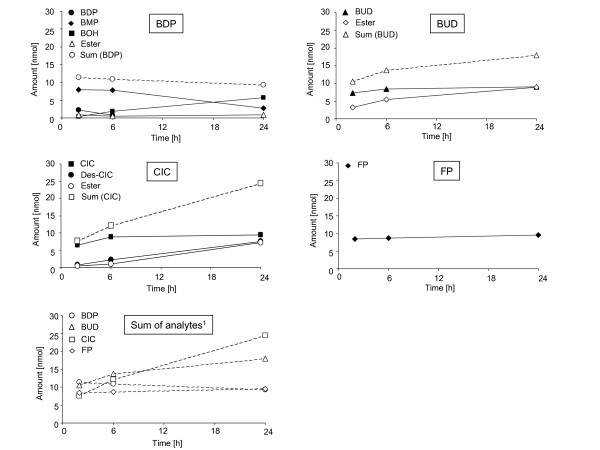 BDP
BMP
BOH
Ester
Sum (BDP)
BDP
Amount [nmol]
30
25
20
15
10
5
0
0 6 12 18 24
Time [h]
BUD
Ester
Sum (BUD)
BUD
Amount [nmol]
30
25
20
15
10
5
0
0 6 12 18 24
Time [h]
CIC
Des-CIC
Ester
Sum (CIC)
CIC
Amount [nmol]
30
25
20
15
10
5
0
0 6 12 18 24
Time [h]
FP
FP
Amount [nmol]
30
25
20
15
10
5
0
0 6 12 18 24
Time [h]
BDP
BUD
CIC
FP
Sum of analytes¹
Amount [nmol]
30
25
20
15
10
5
0
0 6 12 18 24
Time [h]